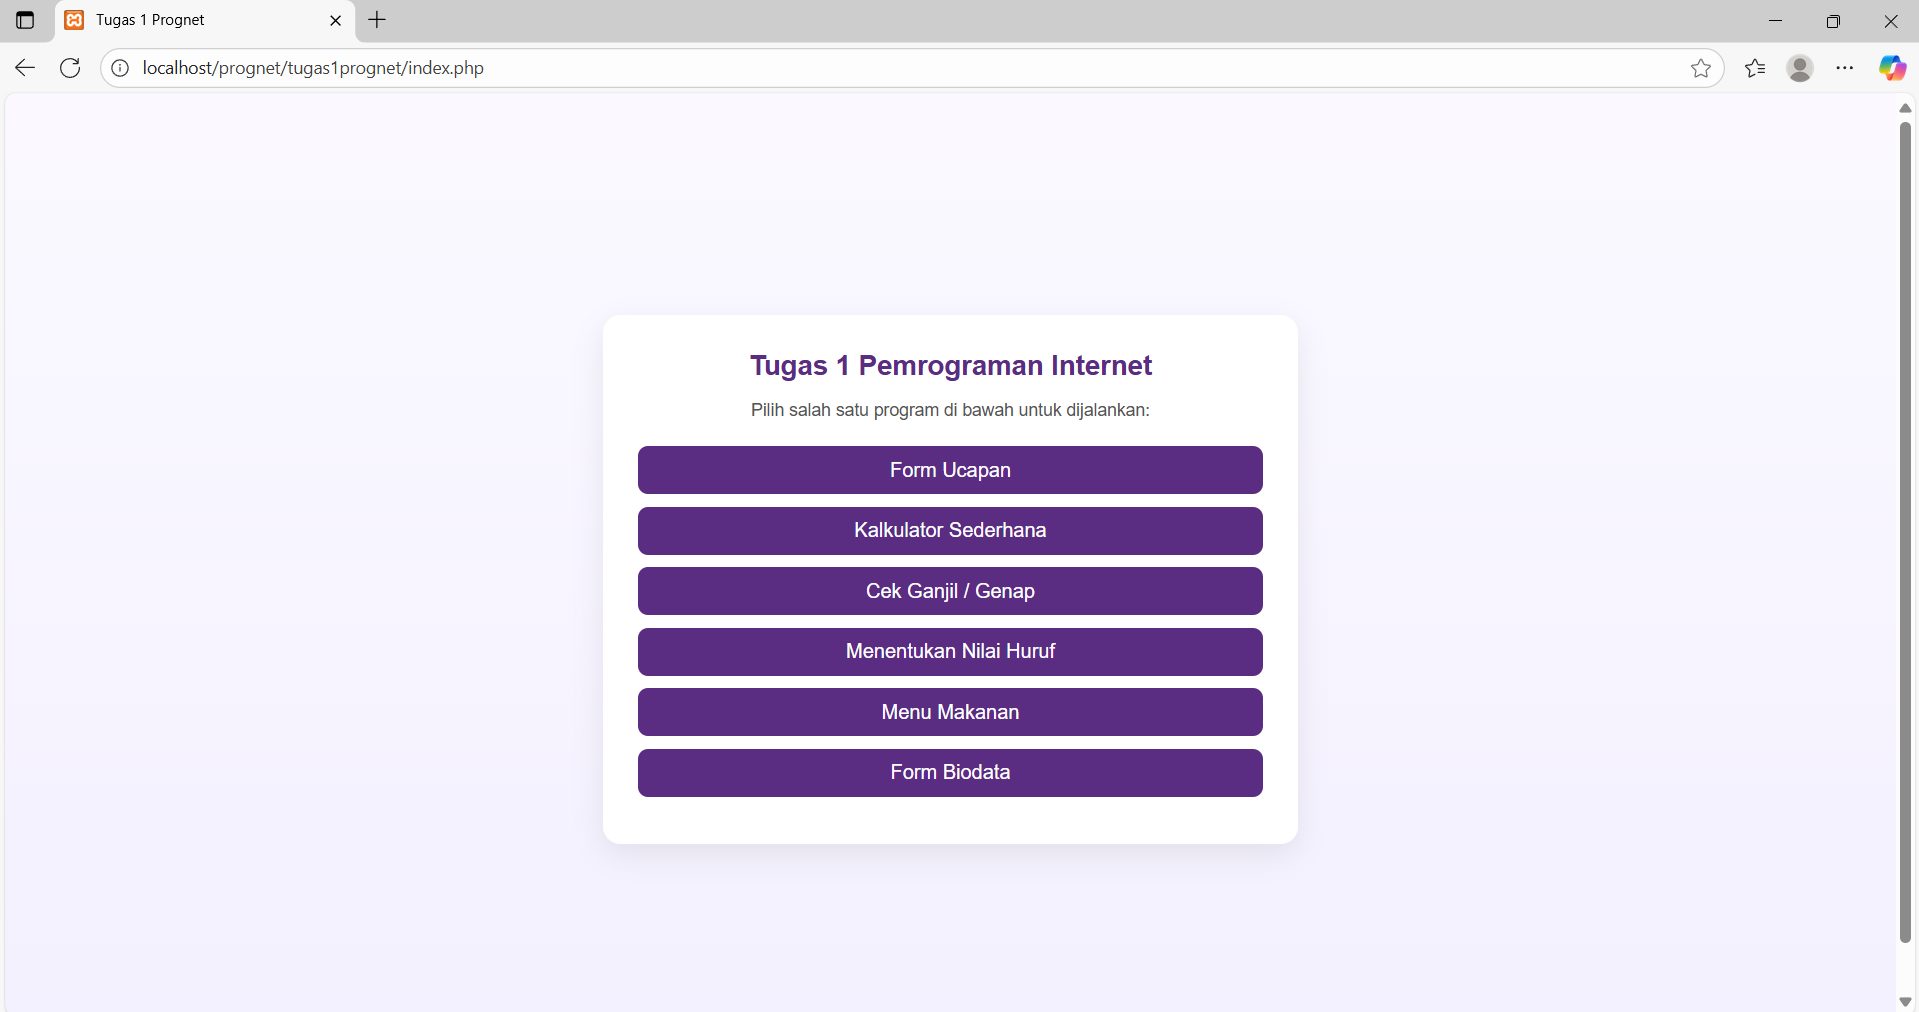 Tugas 1 Prognet
localhost/prognet/tugas1prognet/index.php
Tugas 1 Pemrograman Internet
Pilih salah satu program di bawah untuk dijalankan:
Form Ucapan
Kalkulator Sederhana
Cek Ganjil / Genap
Menentukan Nilai Huruf
Menu Makanan
Form Biodata